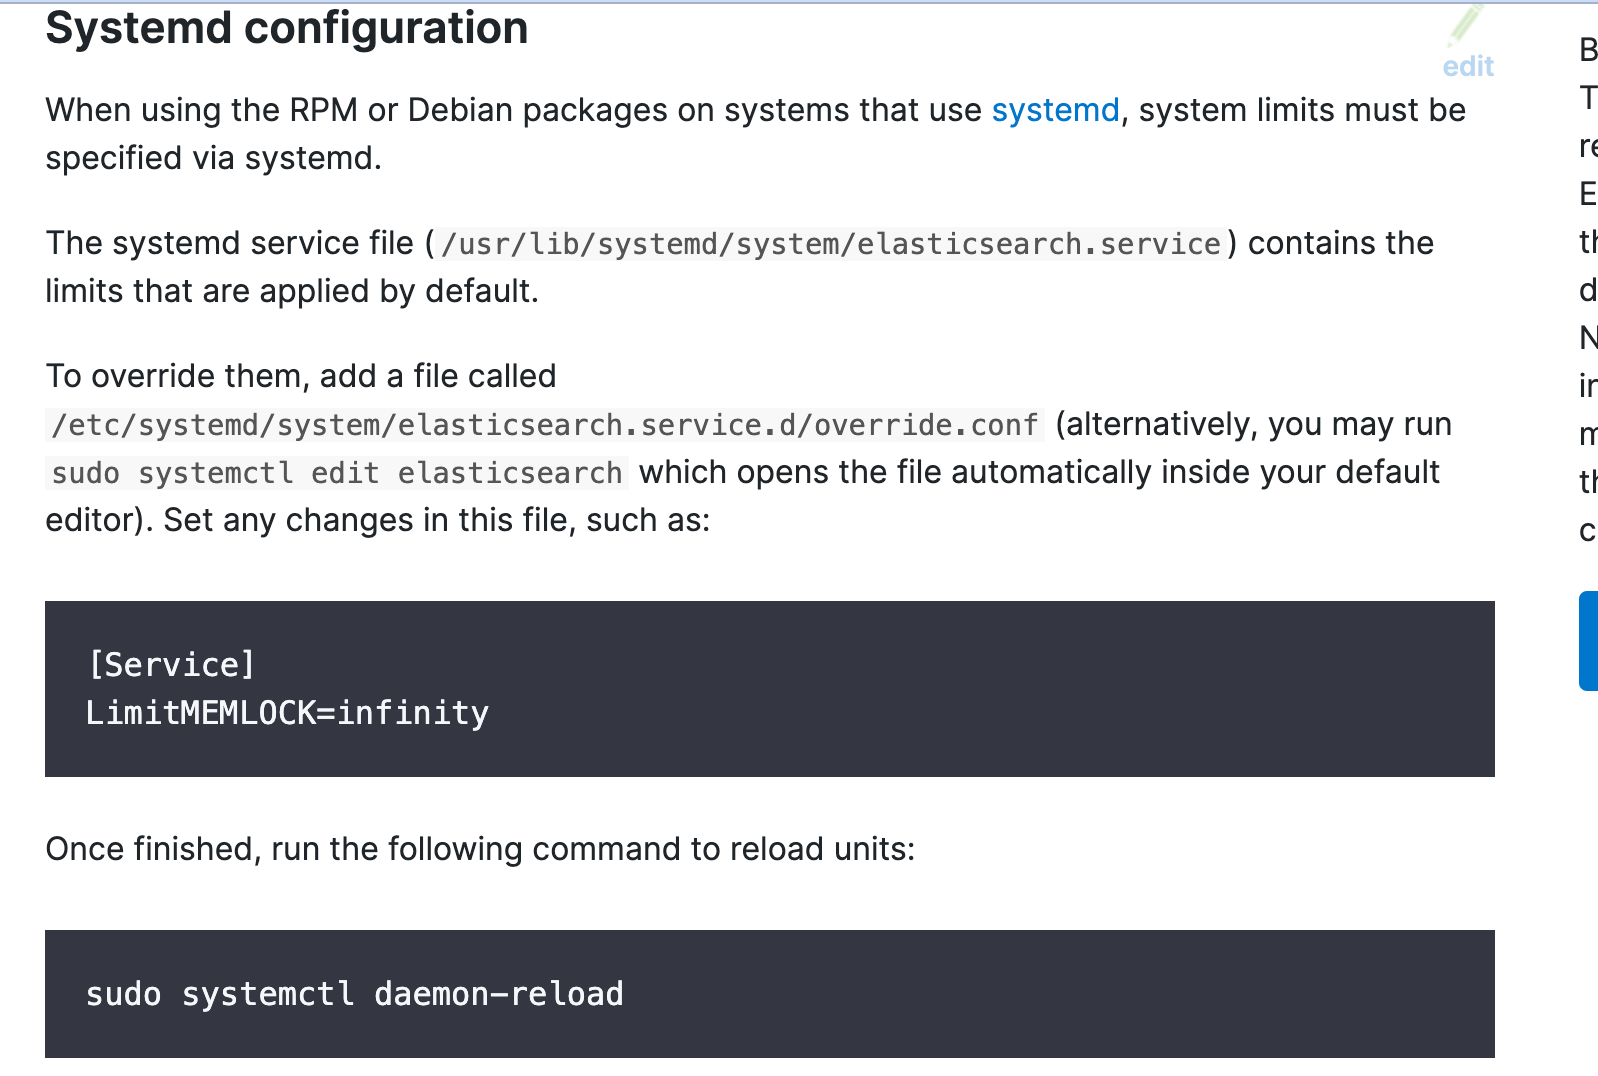 Systemd configuration
edit
When using the RPM or Debian packages on systems that use systemd, system limits must be
specified via systemd.
The systemd service file (/usr/lib/systemd/system/elasticsearch.service) contains the
limits that are applied by default.
To override them, add a file called
/etc/systemd/system/elasticsearch.service.d/override.conf (alternatively, you may run
sudo systemctl edit elasticsearch which opens the file automatically inside your default
editor). Set any changes in this file, such as:
[Service]
LimitMEMLOCK=infinity
Once finished, run the following command to reload units:
sudo systemctl daemon-reload